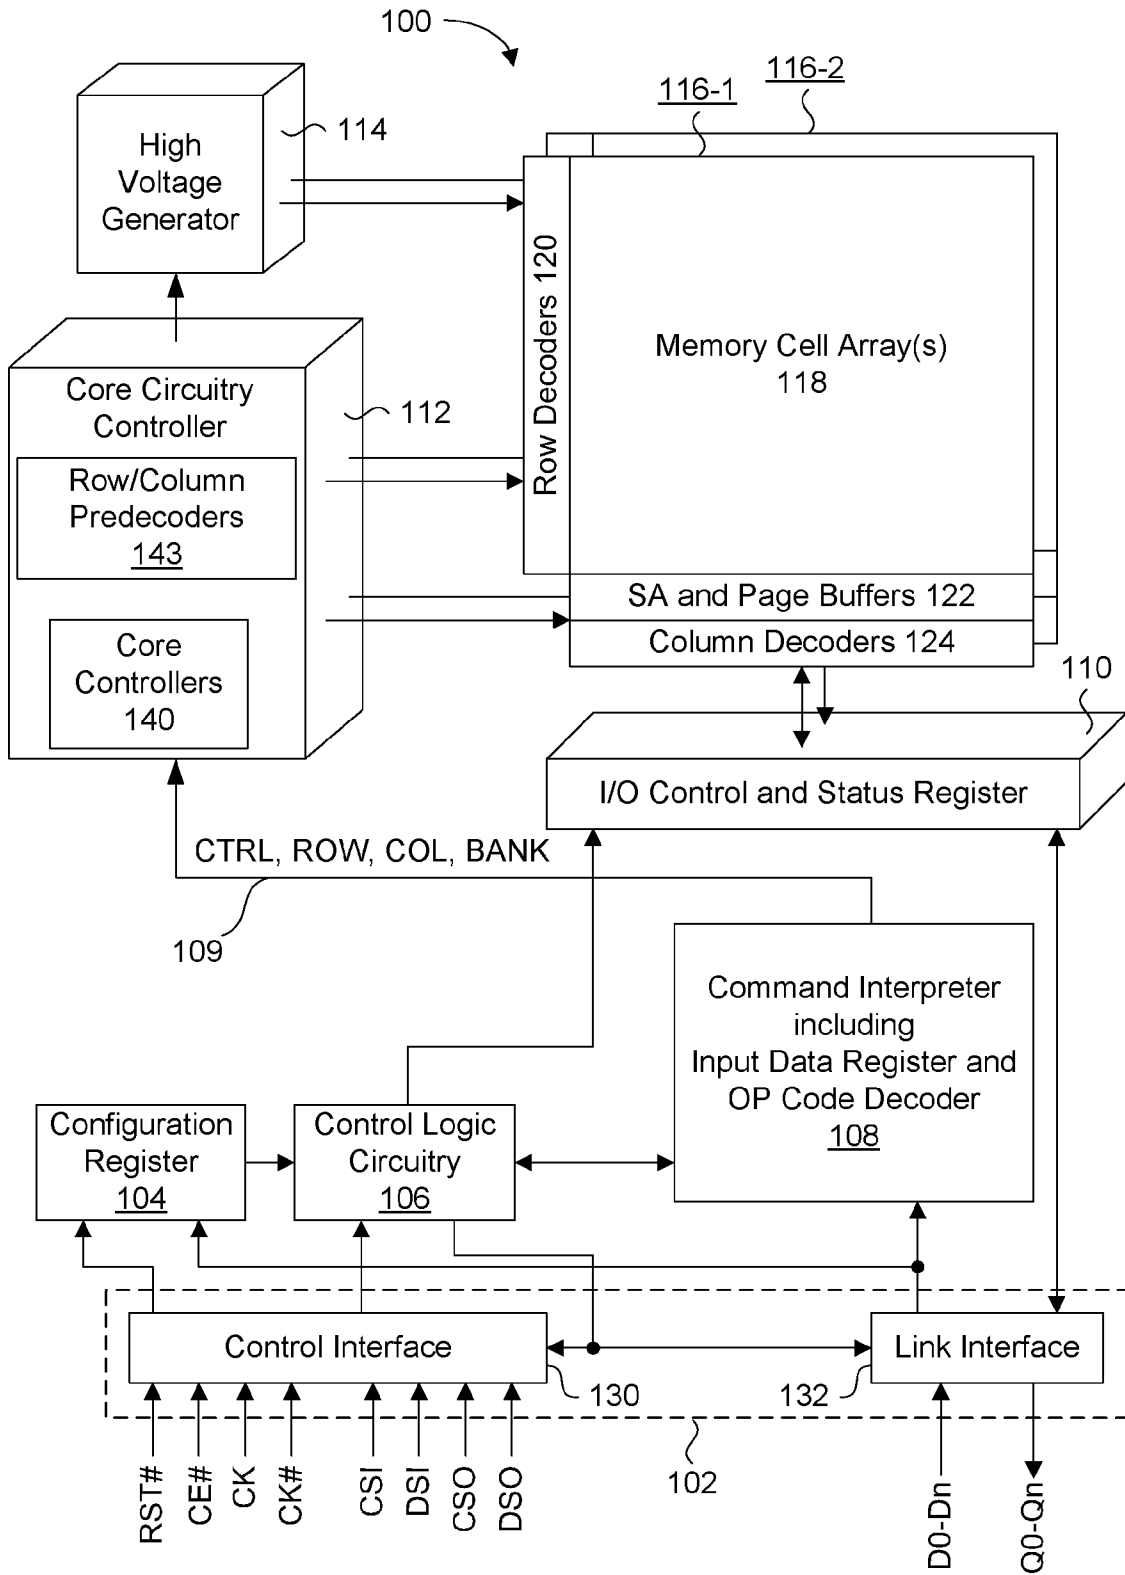 100
116-2
116-1
114
High
Voltage
Generator
Row Decoders 120
Memory Cell Array(s)
118
Core Circuitry
Controller
112
Row/Column
Predecoders
143
SA and Page Buffers 122
Column Decoders 124
Core
Controllers
140
110
I/O Control and Status Register
CTRL, ROW, COL, BANK
109
Command Interpreter
including
Input Data Register and
OP Code Decoder
108
Configuration
Register
104
Control Logic
Circuitry
106
Control Interface
Link Interface
130
132
102
RST#
CE#
CK
CK#
CSI
DSI
CSO
DSO
D0-Dn
Q0-Qn